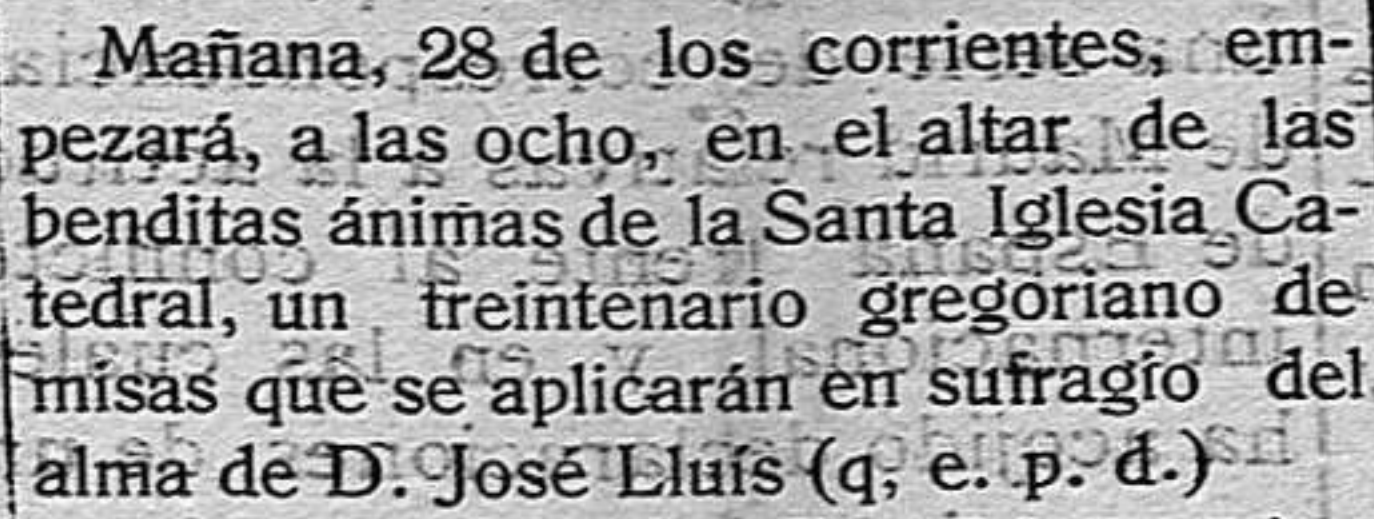 Mañana, 28 de los corrientes, em-
pezará, a las ocho, en el altar de las
benditas ánimas de la Santa Iglesia Ca-
tedral, un treintenario gregoriano de
misas que se aplicarán en sufragio del
alma de D. José Lluís (q, e. p. d.)